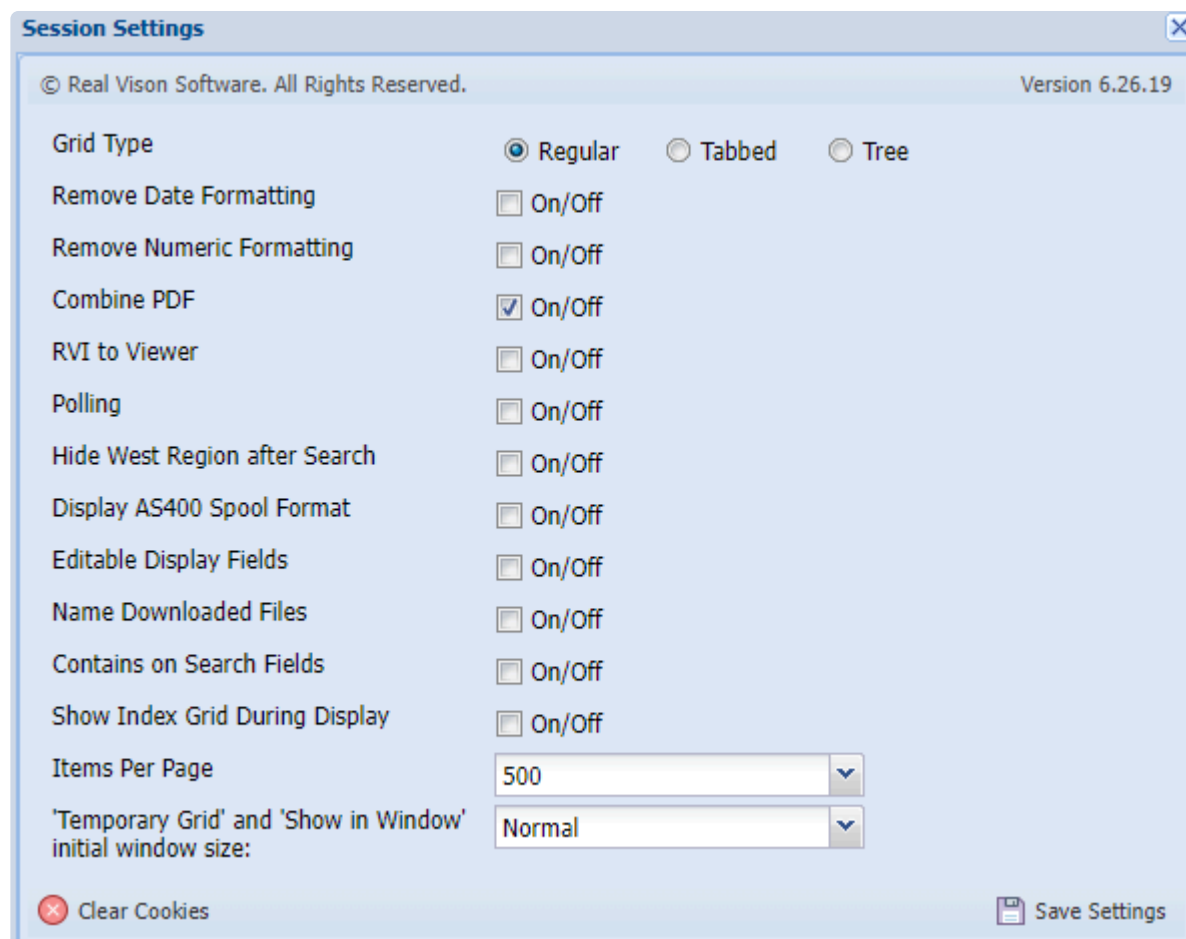 Session Settings
© Real Vison Software. All Rights Reserved. Version 6.26.19
Grid Type Regular Tabbed Tree
Remove Date Formatting On/Off
Remove Numeric Formatting On/Off
Combine PDF On/Off
RVI to Viewer On/Off
Polling On/Off
Hide West Region after Search On/Off
Display AS400 Spool Format On/Off
Editable Display Fields On/Off
Name Downloaded Files On/Off
Contains on Search Fields On/Off
Show Index Grid During Display On/Off
Items Per Page 500
'Temporary Grid' and 'Show in Window' Normal
initial window size:
Clear Cookies Save Settings